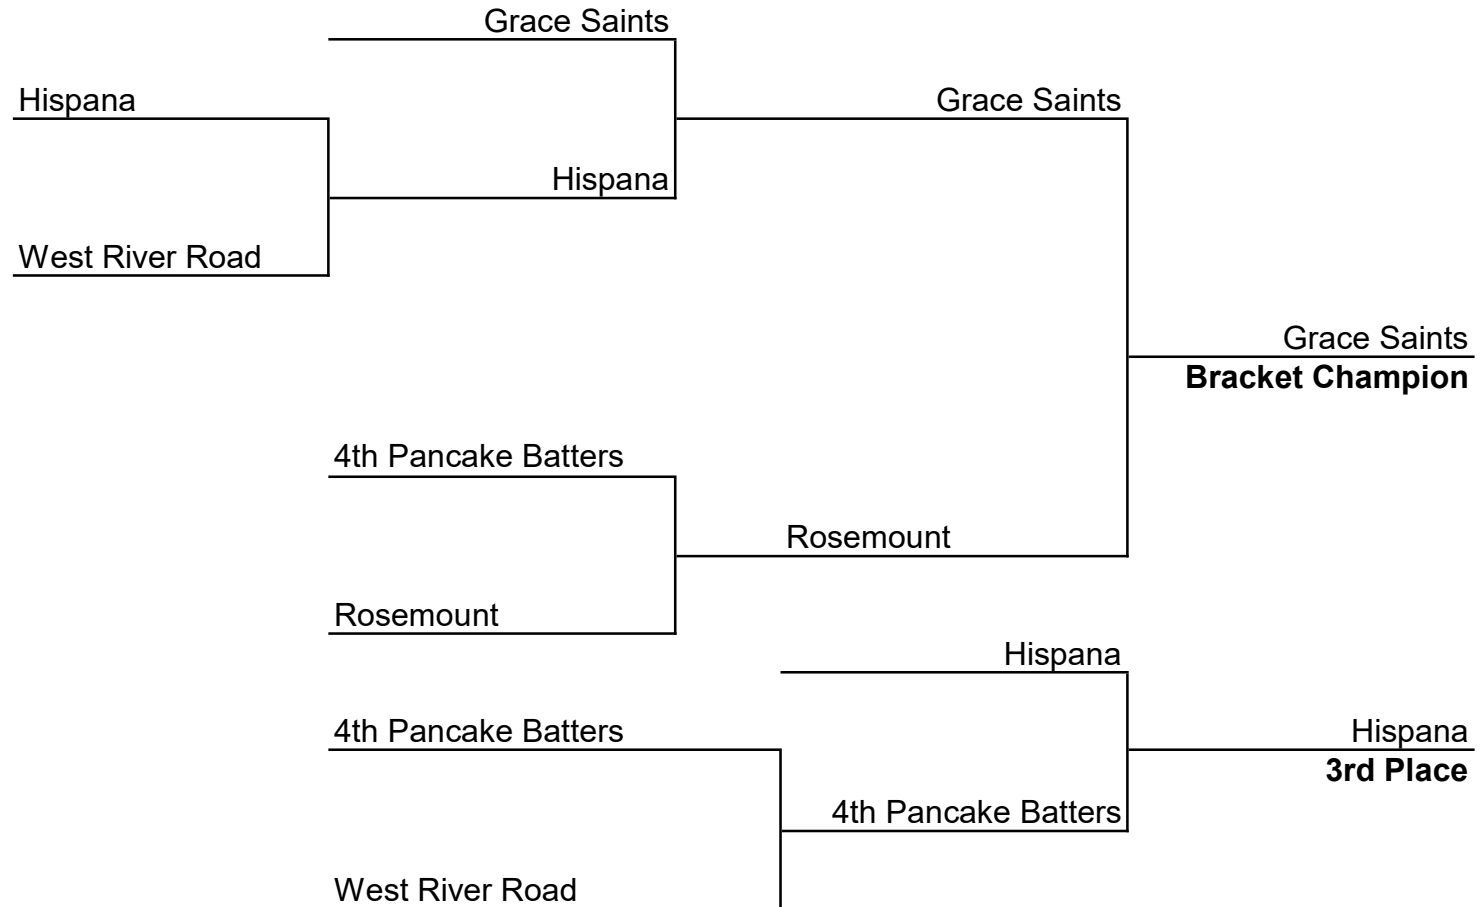 Grace Saints
Hispana
Grace Saints
Hispana
West River Road
Grace Saints
Bracket Champion
4th Pancake Batters
Rosemount
Rosemount
Hispana
4th Pancake Batters
Hispana
3rd Place
4th Pancake Batters
West River Road